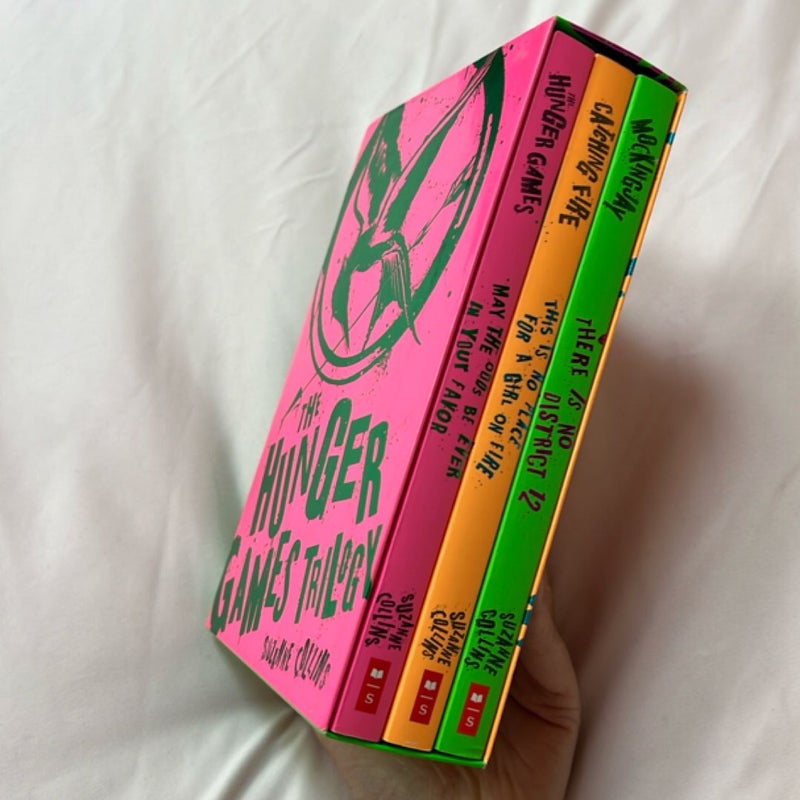 THE
HUNGER
GAMES TRILOGY
SUZANNE COLLINS
THE
HUNGER GAMES
MAY THE ODDS BE EVER
IN YOUR FAVOR
SUZANNE
COLLINS
S
CATCHING FIRE
THIS IS NO PLACE
FOR A GIRL ON FIRE
SUZANNE
COLLINS
S
MOCKINGJAY
THERE IS NO
DISTRICT 12
SUZANNE
COLLINS
S